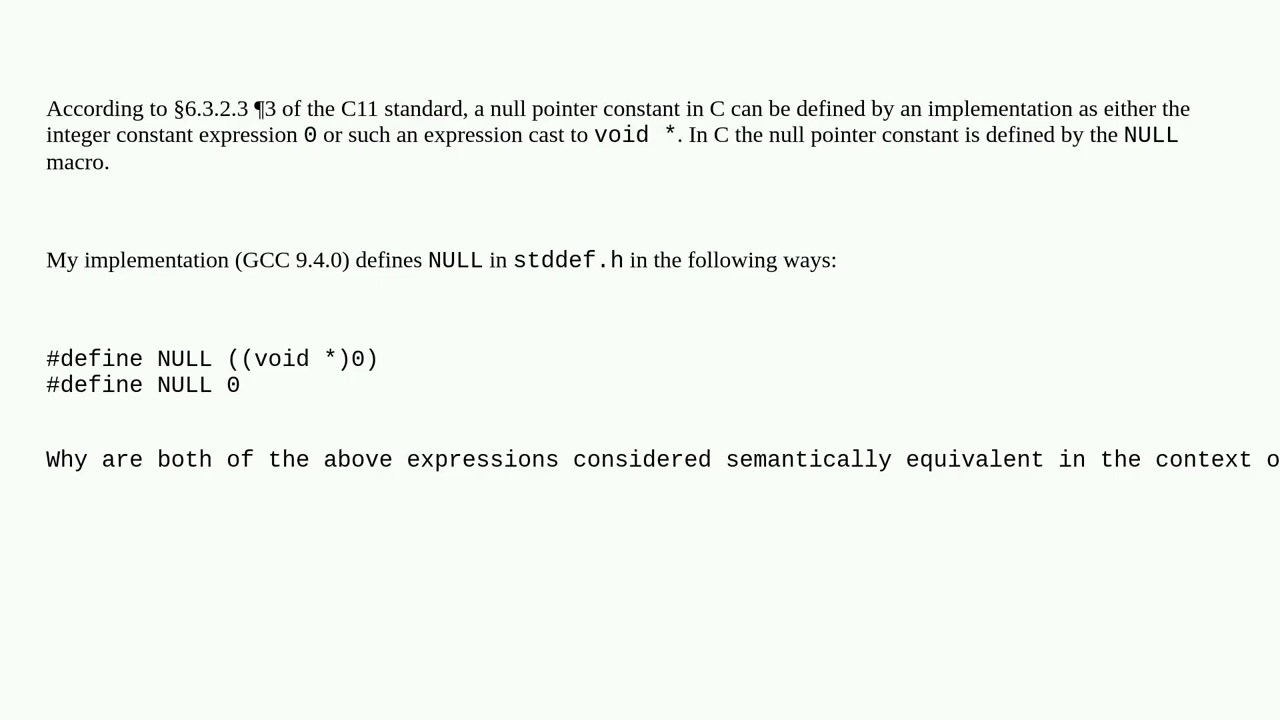 According to §6.3.2.3 ¶3 of the C11 standard, a null pointer constant in C can be defined by an implementation as either the
integer constant expression 0 or such an expression cast to void *. In C the null pointer constant is defined by the NULL
macro.
My implementation (GCC 9.4.0) defines NULL in stddef.h in the following ways:
#define NULL ((void *)0)
#define NULL 0
Why are both of the above expressions considered semantically equivalent in the context o